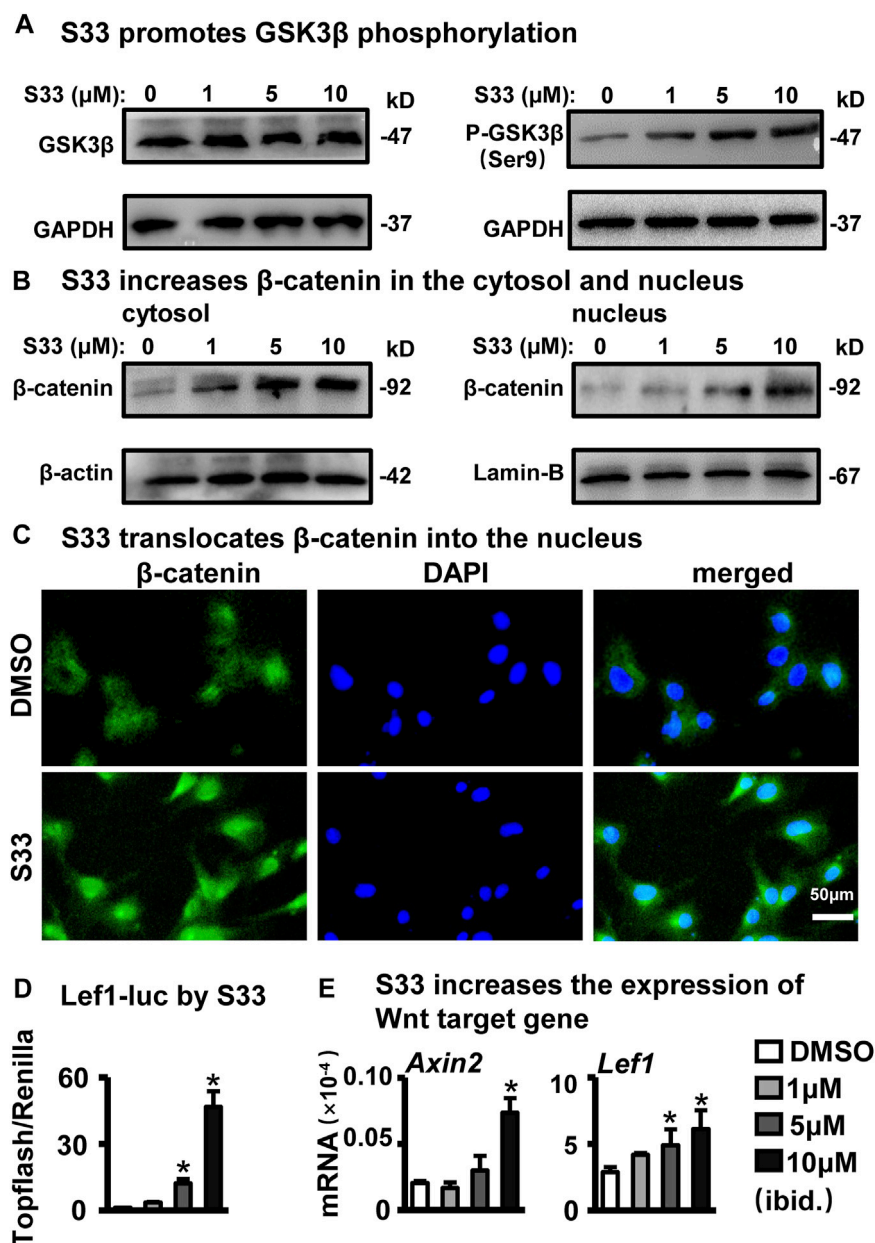 A S33 promotes GSK3β phosphorylation
S33 (µM): 0 1 5 10 kD
GSK3β -47
GAPDH -37
S33 (µM): 0 1 5 10 kD
P-GSK3β -47
(Ser9)
GAPDH -37
B S33 increases β-catenin in the cytosol and nucleus
cytosol
S33 (µM): 0 1 5 10 kD
β-catenin -92
β-actin -42
nucleus
S33 (µM): 0 1 5 10 kD
β-catenin -92
Lamin-B -67
C S33 translocates β-catenin into the nucleus
β-catenin DAPI merged
DMSO
S33
50µm
D Lef1-luc by S33
Topflash/Renilla
60
30
0
*
*
E S33 increases the expression of
Wnt target gene
mRNA (×10-4)
Axin2
0.10
0.05
0
*
Lef1
10
5
0
* *
DMSO
1µM
5µM
10µM
(ibid.)